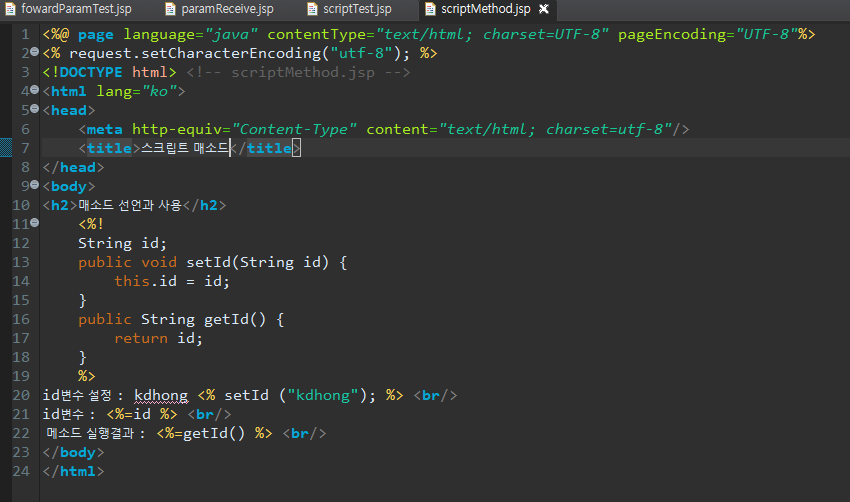 fowardParamTest.jsp paramReceive.jsp scriptTest.jsp scriptMethod.jsp
1 <%@ page language="java" contentType="text/html; charset=UTF-8" pageEncoding="UTF-8"%>
2 <% request.setCharacterEncoding("utf-8"); %>
3 <!DOCTYPE html> <!-- scriptMethod.jsp -->
4 <html lang="ko">
5 <head>
6 <meta http-equiv="Content-Type" content="text/html; charset=utf-8"/>
7 <title>스크립트 매소드</title>
8 </head>
9 <body>
10 <h2>매소드 선언과 사용</h2>
11 <%!
12 String id;
13 public void setId(String id) {
14 this.id = id;
15 }
16 public String getId() {
17 return id;
18 }
19 %>
20 id변수 설정 : kdhong <% setId ("kdhong"); %> <br/>
21 id변수 : <%=id %> <br/>
22 메소드 실행결과 : <%=getId() %> <br/>
23 </body>
24 </html>